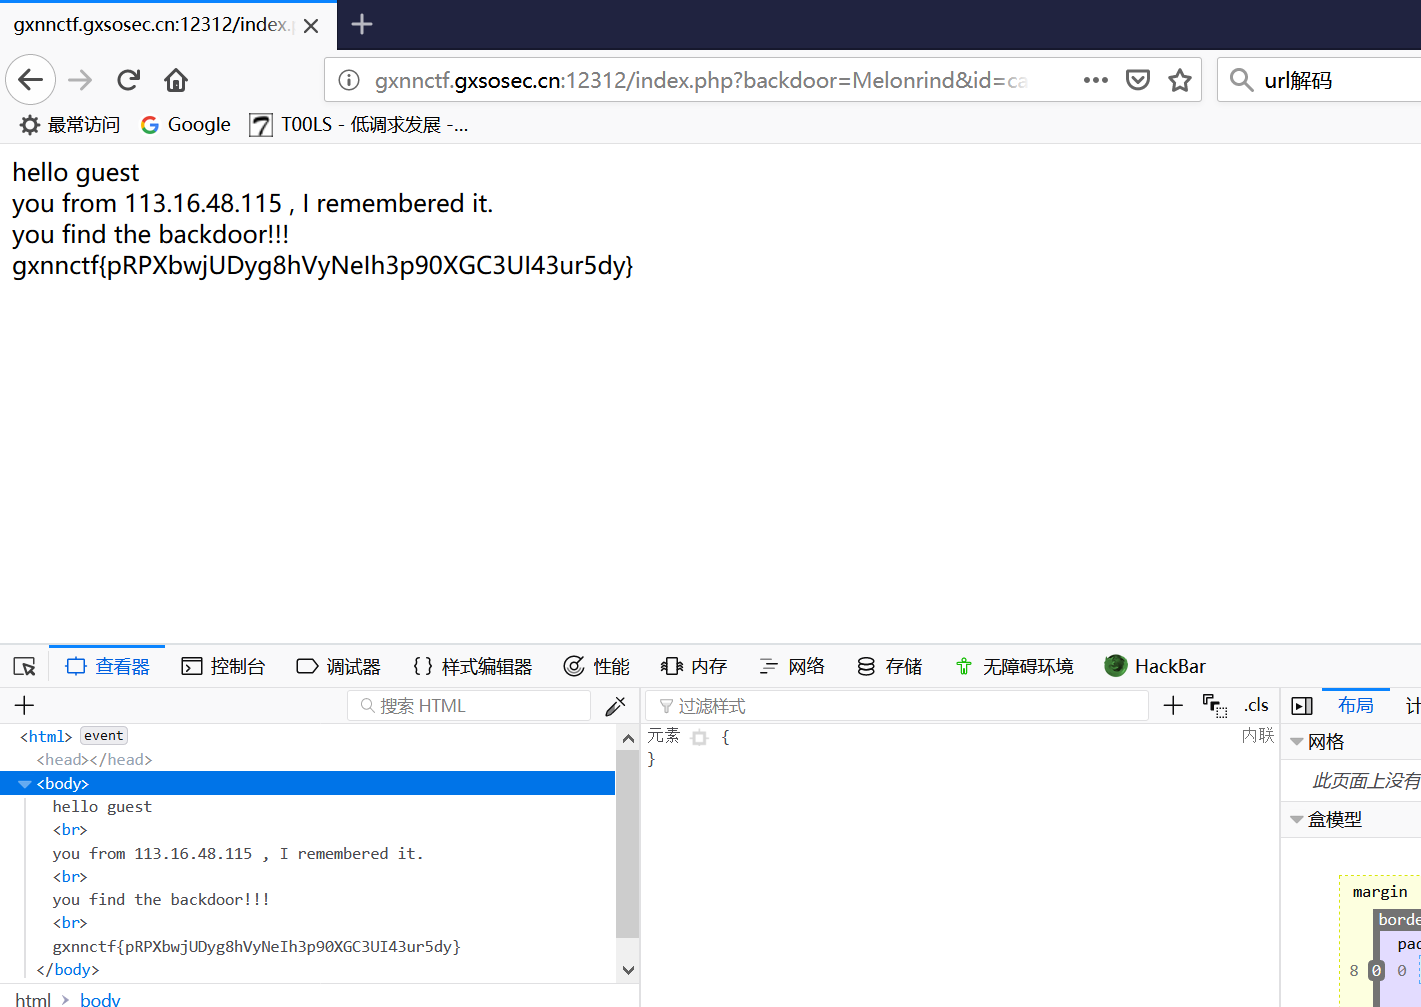 gxnnctf.gxsosec.cn:12312/index.
gxnnctf.gxsosec.cn:12312/index.php?backdoor=Melonrind&id=ca
url解码
最常访问 Google T00LS - 低调求发展 -...
hello guest
you from 113.16.48.115 , I remembered it.
you find the backdoor!!!
gxnnctf{pRPXbwjUDyg8hVyNeIh3p90XGC3UI43ur5dy}
查看器 控制台 调试器 {} 样式编辑器 性能 内存 网络 存储 无障碍环境 HackBar
搜索 HTML
过滤样式
.cls
布局 计
<html> event
<head></head>
<body>
hello guest
<br>
you from 113.16.48.115 , I remembered it.
<br>
you find the backdoor!!!
<br>
gxnnctf{pRPXbwjUDyg8hVyNeIh3p90XGC3UI43ur5dy}
</body>
html > body
元素 {
内联
}
网格
此页面上没有
盒模型
margin
borde
pad
8 0 0